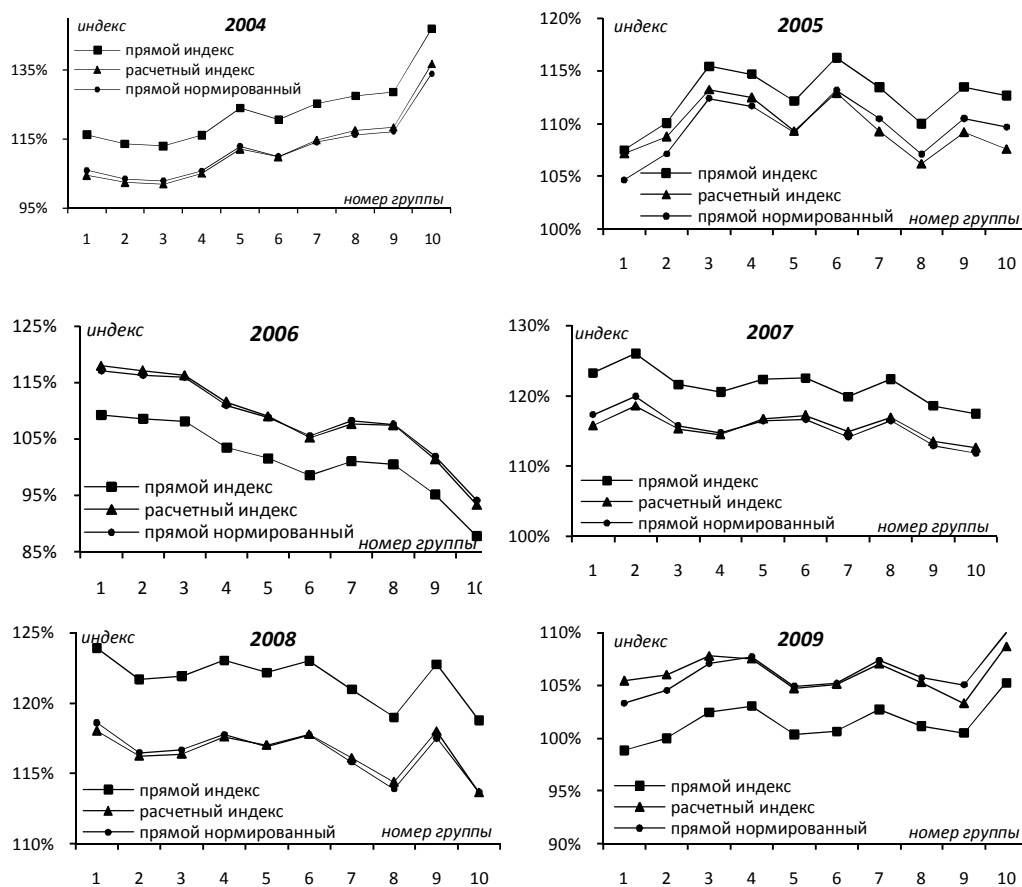 индекс
2004
прямой индекс
расчетный индекс
прямой нормированный
135%
115%
95%
номер группы
1 2 3 4 5 6 7 8 9 10
120%
индекс
2005
115%
110%
105%
100%
прямой индекс
расчетный индекс
прямой нормированный
номер группы
1 2 3 4 5 6 7 8 9 10
125%
индекс
2006
115%
105%
95%
85%
прямой индекс
расчетный индекс
прямой нормированный
номер группы
1 2 3 4 5 6 7 8 9 10
130%
индекс
2007
120%
110%
100%
прямой индекс
расчетный индекс
прямой нормированный
номер группы
1 2 3 4 5 6 7 8 9 10
125%
индекс
2008
120%
115%
110%
прямой индекс
расчетный индекс
прямой нормированный
номер группы
1 2 3 4 5 6 7 8 9 10
110%
индекс
2009
105%
100%
95%
90%
прямой индекс
расчетный индекс
прямой нормированный
номер группы
1 2 3 4 5 6 7 8 9 10